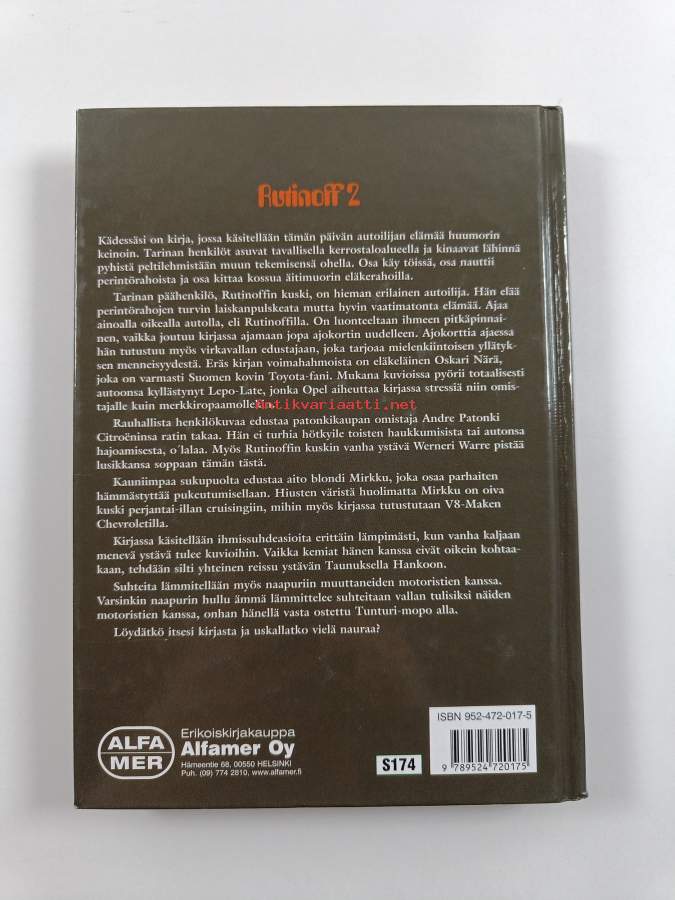 Rutinoff 2
Kädessäsi on kirja, jossa käsitellään tämän päivän autoilijan elämää huumorin
keinoin. Tarinan henkilöt asuvat tavallisella kerrostaloalueella ja kinaavat lähinnä
pyhistä peltilehmistään muun tekemisensä ohella. Osa käy töissä, osa nauttii
perintörahoista ja osa kittaa kossua äitimuorin eläkerahoilla.
Tarinan päähenkilö, Rutinoffin kuski, on hieman erilainen autoilija. Hän elää
perintörahojen turvin laiskanpulskeata mutta hyvin vaatimatonta elämää. Ajaa
ainoalla oikealla autolla, eli Rutinoffilla. On luonteeltaan ihmeen pitkäpinnai-
nen, vaikka joutuu kirjassa ajamaan jopa ajokortin uudelleen. Ajokorttia ajaessa
hän tutustuu myös virkavallan edustajaan, joka tarjoaa mielenkiintoisen yllätyk-
sen menneisyydestä. Eräs kirjan voimahahmoista on eläkeläinen Oskari Närä,
joka on varmasti Suomen kovin Toyota-fani. Mukana kuvioissa pyörii totaalisesti
autoonsa kyllästynyt Lepo-Late, jonka Opel aiheuttaa kirjassa stressiä niin omis-
tajalle kuin merkkiropaamollekin.
Antikvariaatti.net
Rauhallista henkilökuvaa edustaa patonkikaupan omistaja Andre Patonki
Citroëninsa ratin takaa. Hän ei turhia hötkyile toisten haukkumisista tai autonsa
hajoamisesta, o´lalaa. Myös Rutinoffin kuskin vanha ystävä Werneri Warre pistää
lusikkansa soppaan tämän tästä.
Kauniimpaa sukupuolta edustaa aito blondi Mirkku, joka osaa parhaiten
hämmästyttää pukeutumisellaan. Hiusten väristä huolimatta Mirkku on oiva
kuski perjantai-illan cruisingiin, mihin myös kirjassa tutustutaan V8-Maken
Chevroletilla.
Kirjassa käsitellään ihmissuhdeasioita erittäin lämpimästi, kun vanha kaljaan
menevä ystävä tulee kuvioihin. Vaikka kemiat hänen kanssa eivät oikein kohtaa-
kaan, tehdään silti yhteinen reissu ystävän Taunuksella Hankoon.
Suhteita lämmitellään myös naapuriin muuttaneiden motoristien kanssa.
Varsinkin naapurin hullu ämmä lämmittelee suhteitaan vallan tulisiksi näiden
motoristien kanssa, onhan hänellä vasta ostettu Tunturi-mopo alla.
Löydätkö itsesi kirjasta ja uskallatko vielä nauraa?
ISBN 952-472-017-5
9 789524 720175
S174
ALFA
MER
Erikoiskirjakauppa
Alfamer Oy
Hämeentie 68, 00550 HELSINKI
Puh. (09) 774 2810, www.alfamer.fi